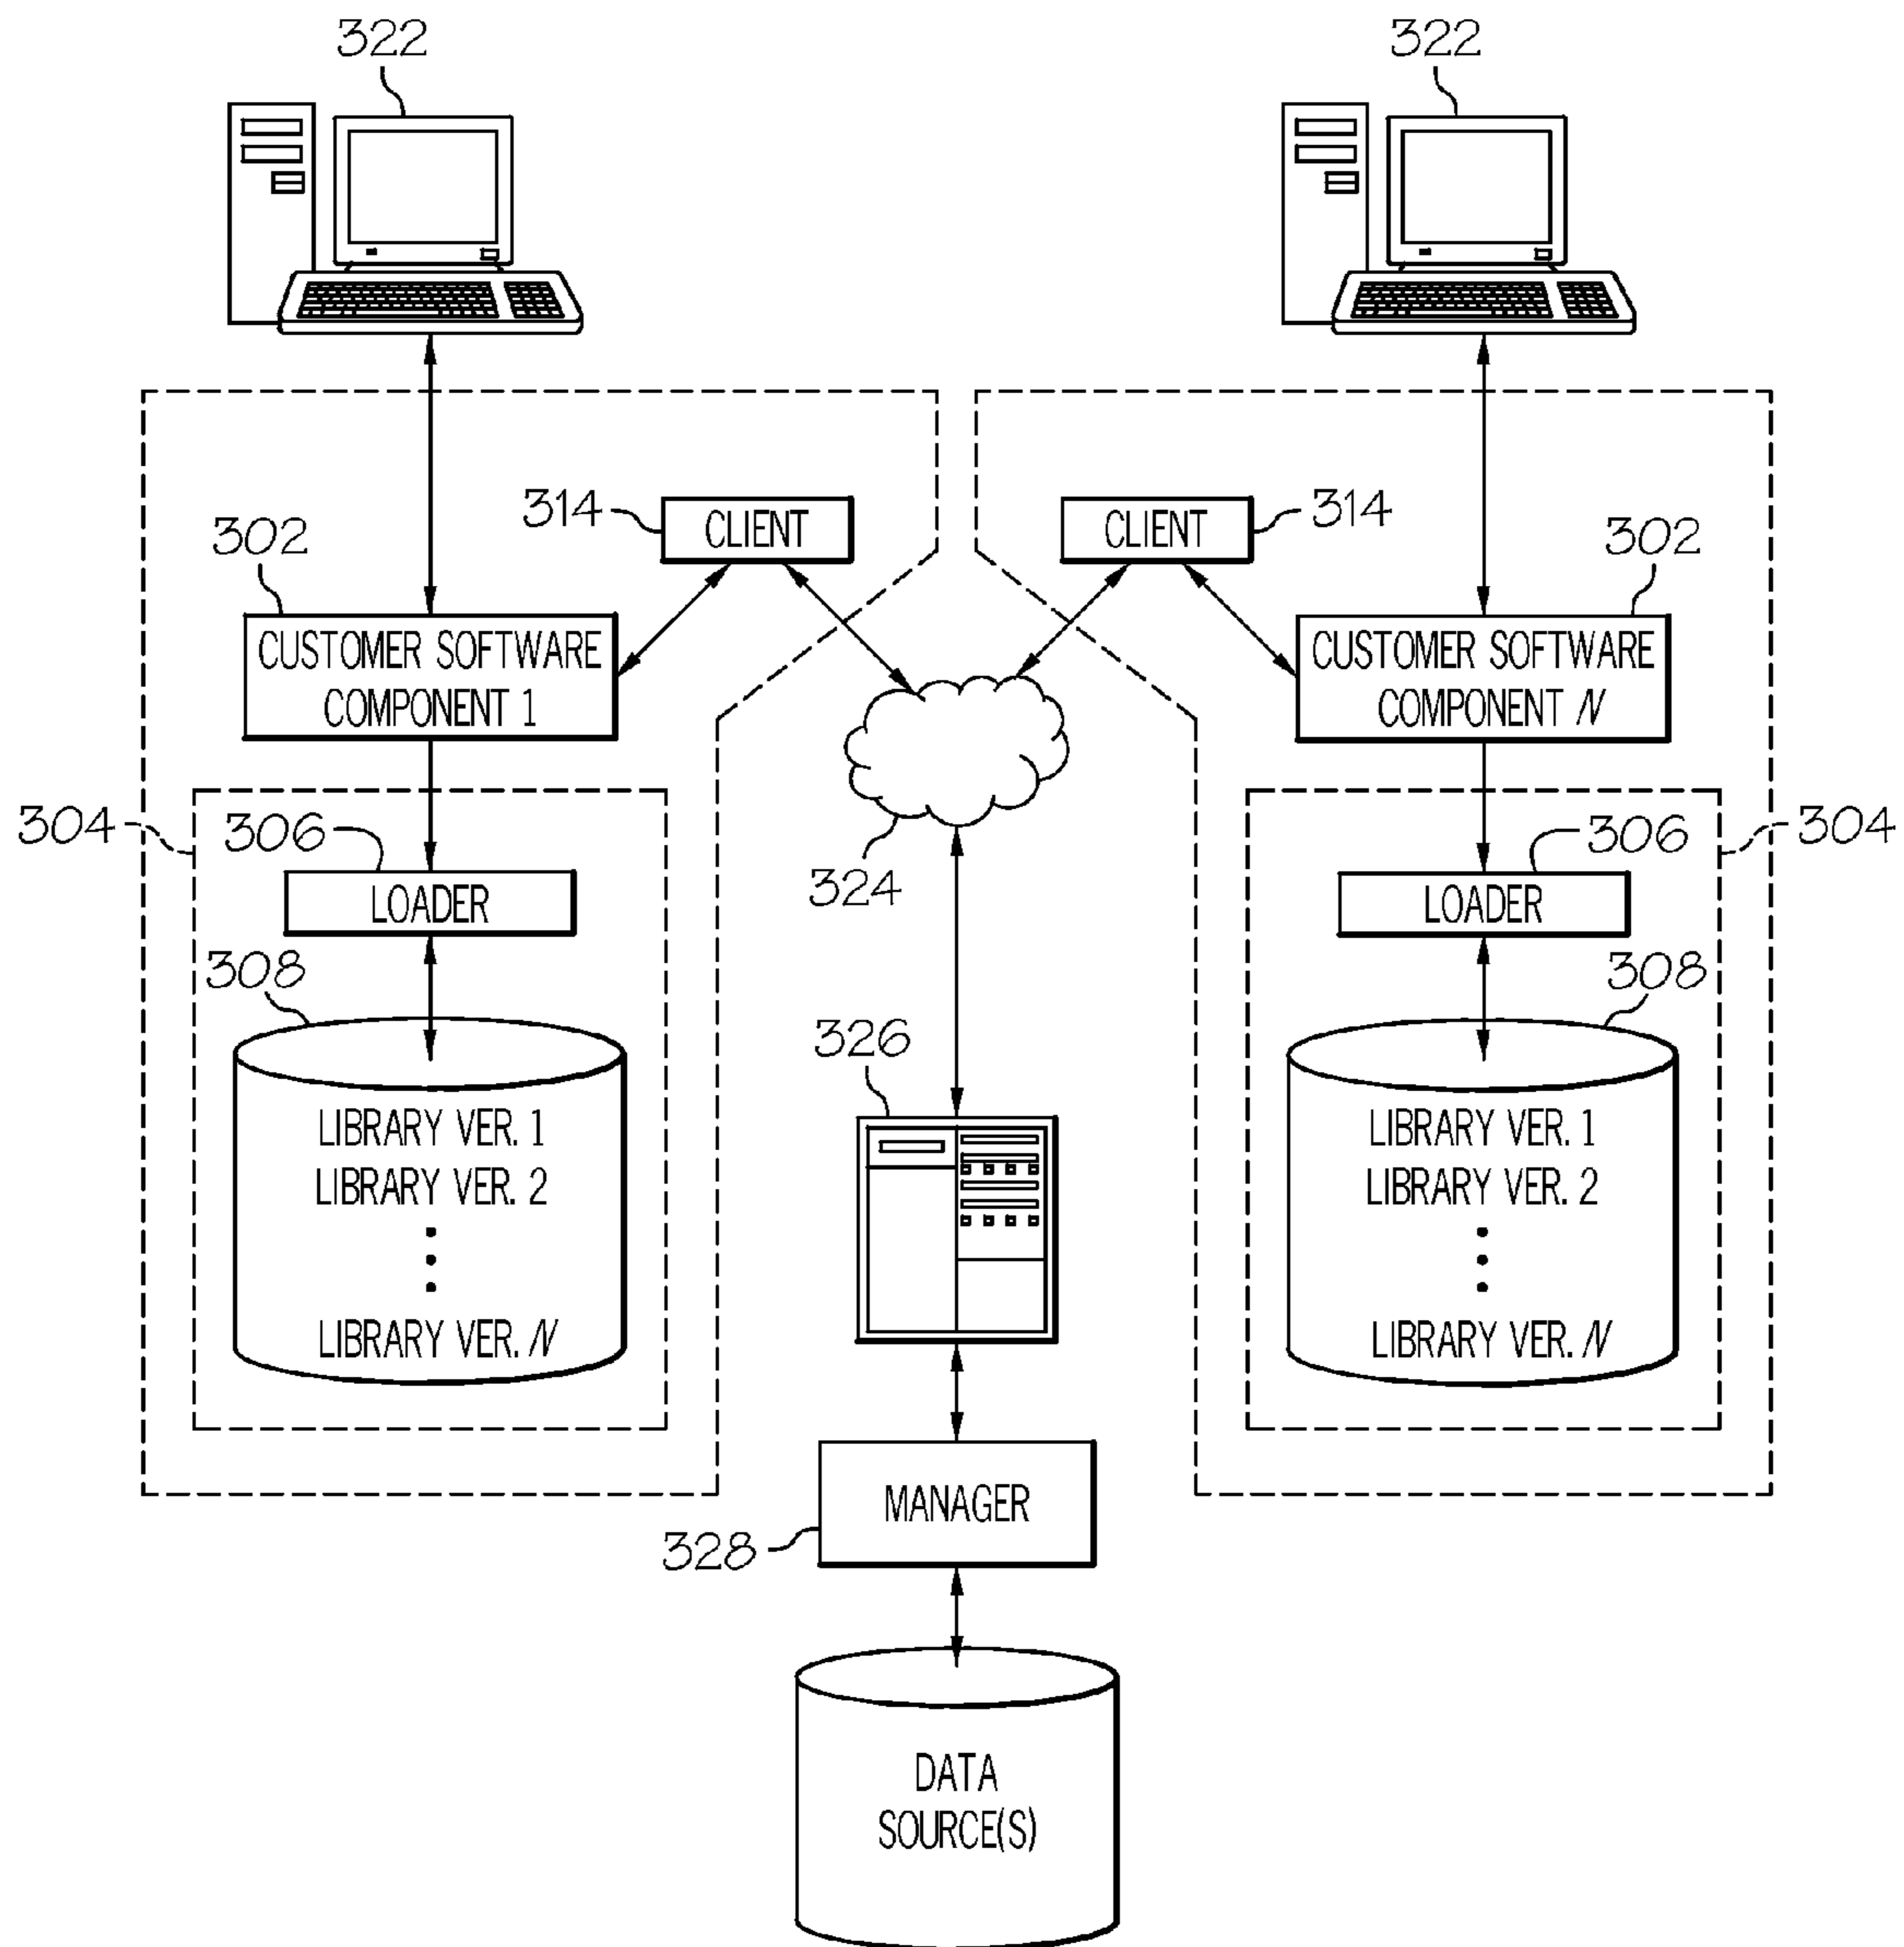 322
322
314
CLIENT
CLIENT
314
302
302
CUSTOMER SOFTWARE
COMPONENT 1
CUSTOMER SOFTWARE
COMPONENT N
304
306
324
306
304
LOADER
LOADER
308
308
326
LIBRARY VER. 1
LIBRARY VER. 2
LIBRARY VER. N
LIBRARY VER. 1
LIBRARY VER. 2
LIBRARY VER. N
MANAGER
328
DATA
SOURCE(S)